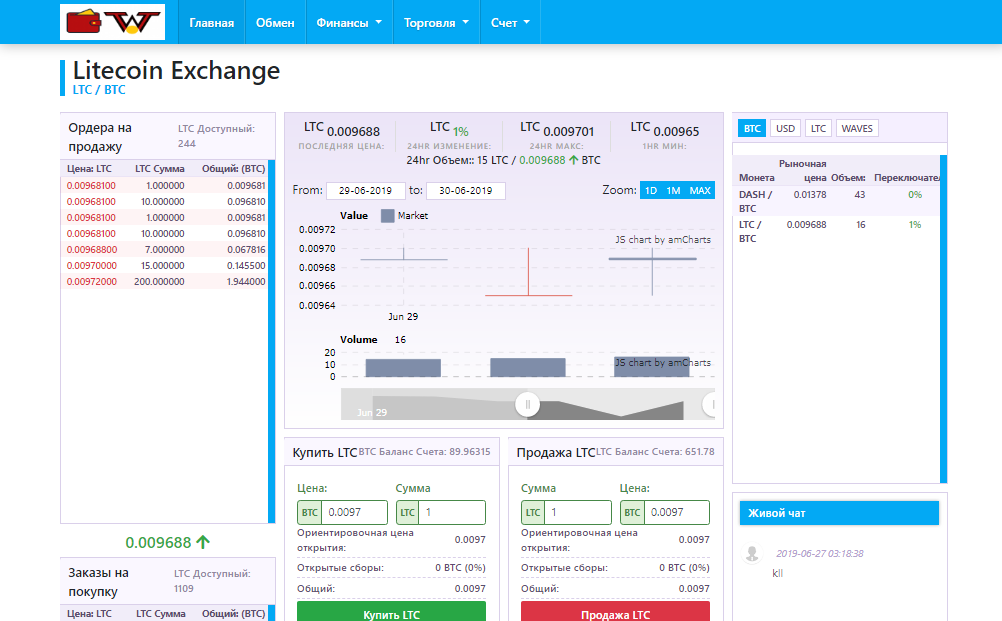 W
Главная Обмен Финансы Торговля Счет
Litecoin Exchange
LTC / BTC
Ордера на продажу
LTC Доступный: 244
Цена: LTC LTC Сумма Общий: (BTC)
0.00968100 1.000000 0.009681
0.00968100 10.000000 0.096810
0.00968100 1.000000 0.009681
0.00968100 10.000000 0.096810
0.00968800 7.000000 0.067816
0.00970000 15.000000 0.145500
0.00972000 200.000000 1.944000
0.009688
Заказы на покупку
LTC Доступный: 1109
Цена: LTC LTC Сумма Общий: (BTC)
LTC 0.009688 LTC 1% LTC 0.009701 LTC 0.00965
ПОСЛЕДНЯЯ ЦЕНА: 24HR ИЗМЕНЕНИЕ: 24HR МАКС: 1HR МИН:
24hr Объем:: 15 LTC / 0.009688 BTC
From: 29-06-2019 to: 30-06-2019 Zoom: 1D 1M MAX
Value Market
0.00972
JS chart by amCharts
0.00970
0.00968
0.00966
0.00964
Jun 29
Volume 16
20
JS chart by amCharts
10
0
Jun 29
Купить LTC BTC Баланс Счета: 89.96315
Цена: Сумма
BTC 0.0097 LTC 1
Ориентировочная цена
открытия: 0.0097
Открытые сборы: 0 BTC (0%)
Общий: 0.0097
Купить LTC
Продажа LTC LTC Баланс Счета: 651.78
Сумма Цена:
LTC 1 BTC 0.0097
Ориентировочная цена
открытия: 0.0097
Открытые сборы: 0 BTC (0%)
Общий: 0.0097
Продажа LTC
BTC USD LTC WAVES
Рыночная
Монета цена Объем: Переключател
DASH / 0.01378 43 0%
BTC
LTC / 0.009688 16 1%
BTC
Живой чат
2019-06-27 03:18:38
k!!